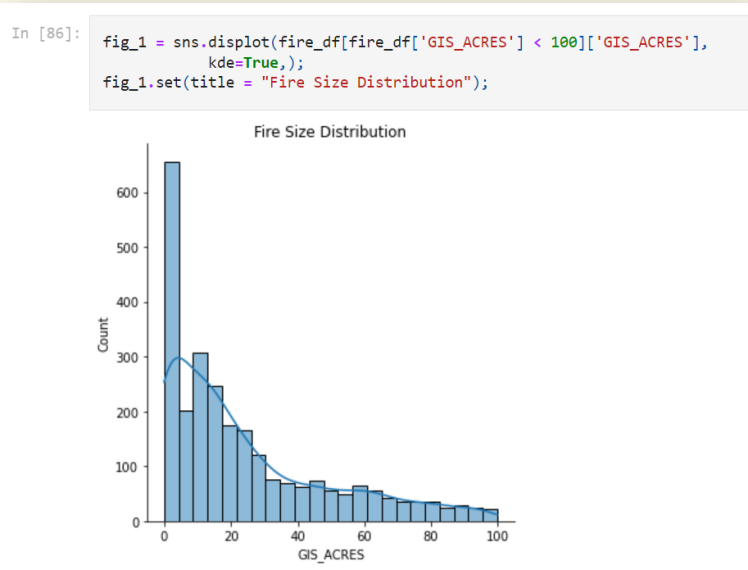 In [86]:
fig_1 = sns.displot(fire_df[fire_df['GIS_ACRES'] < 100]['GIS_ACRES'],
kde=True,);
fig_1.set(title = "Fire Size Distribution");
Fire Size Distribution
600
500
400
300
200
100
0
Count
0 20 40 60 80 100
GIS_ACRES